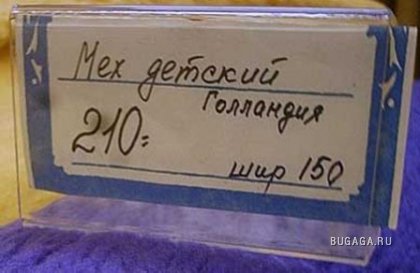 Мех детский
Голландия
210=
шир 150
BUGAGA.RU